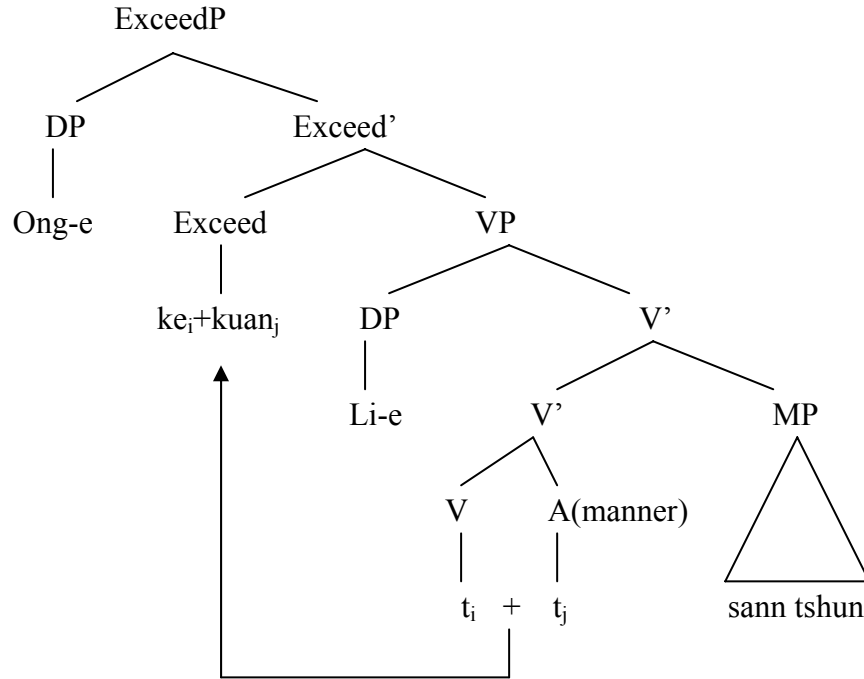 ExceedP
DP Exceed’
Ong-e Exceed VP
keᵢ+kuanⱼ DP V’
Li-e V’ MP
V A(manner)
tᵢ + tⱼ sann tshun